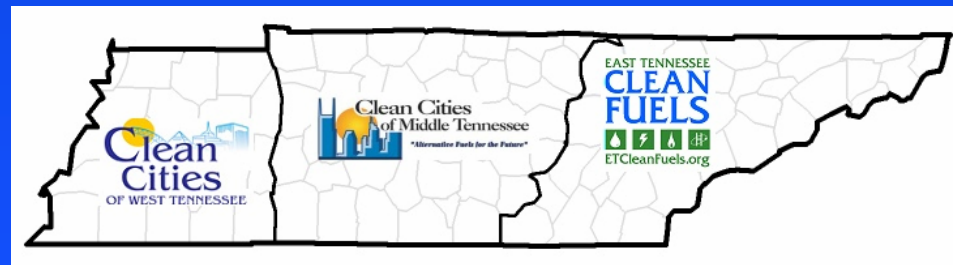 Clean
Cities
OF WEST TENNESSEE
Clean Cities
of Middle Tennessee
"Alternative Fuels for the Future"
EAST TENNESSEE
CLEAN
FUELS
ETCleanFuels.org